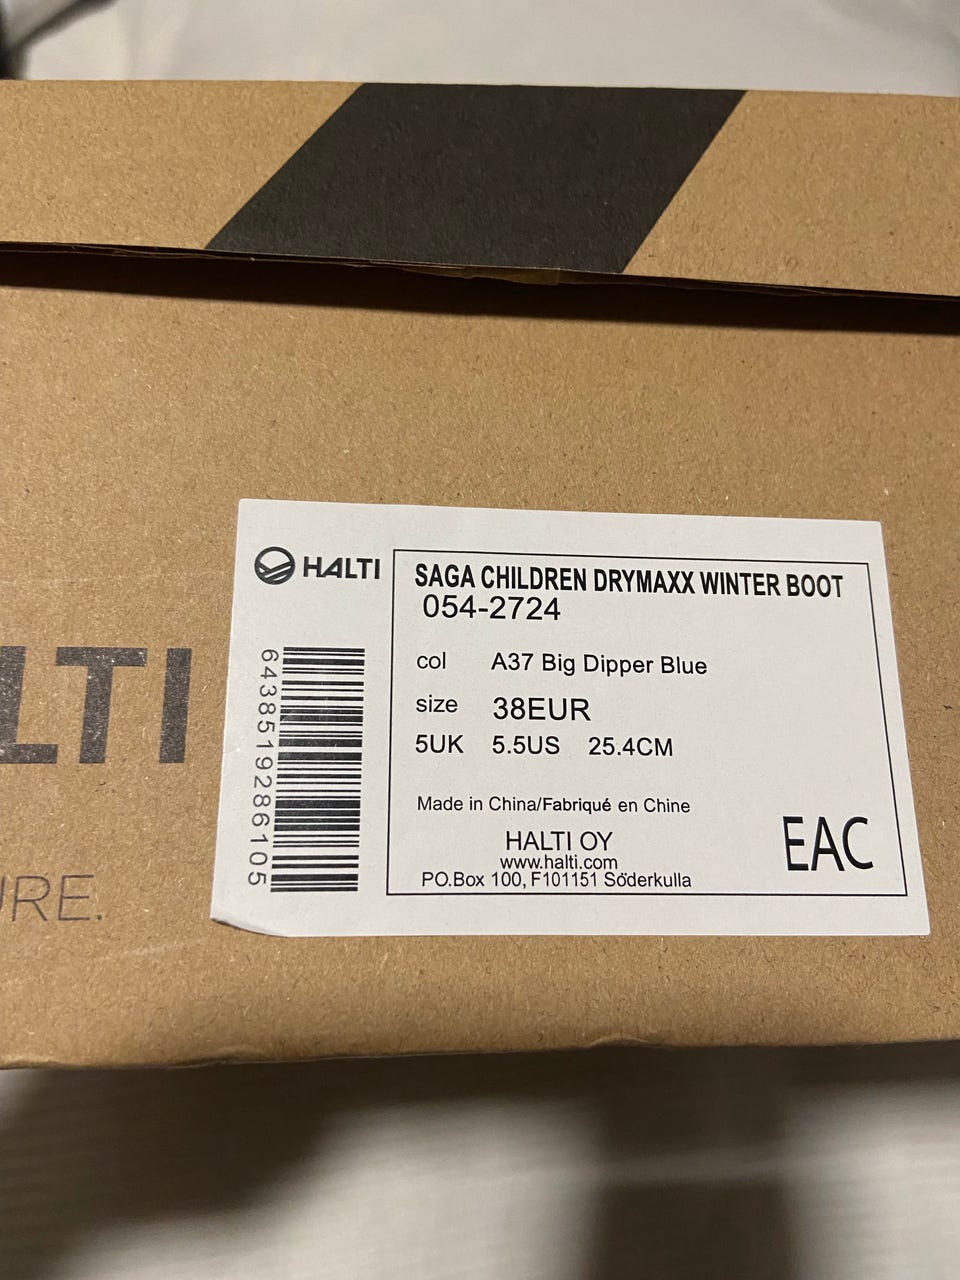 HALTI
SAGA CHILDREN DRYMAXX WINTER BOOT
054-2724
col A37 Big Dipper Blue
size 38EUR
5UK 5.5US 25.4CM
Made in China/Fabriqué en Chine
HALTI OY
www.halti.com
PO.Box 100, F101151 Söderkulla
EAC
6438519286105
LTI
URE.